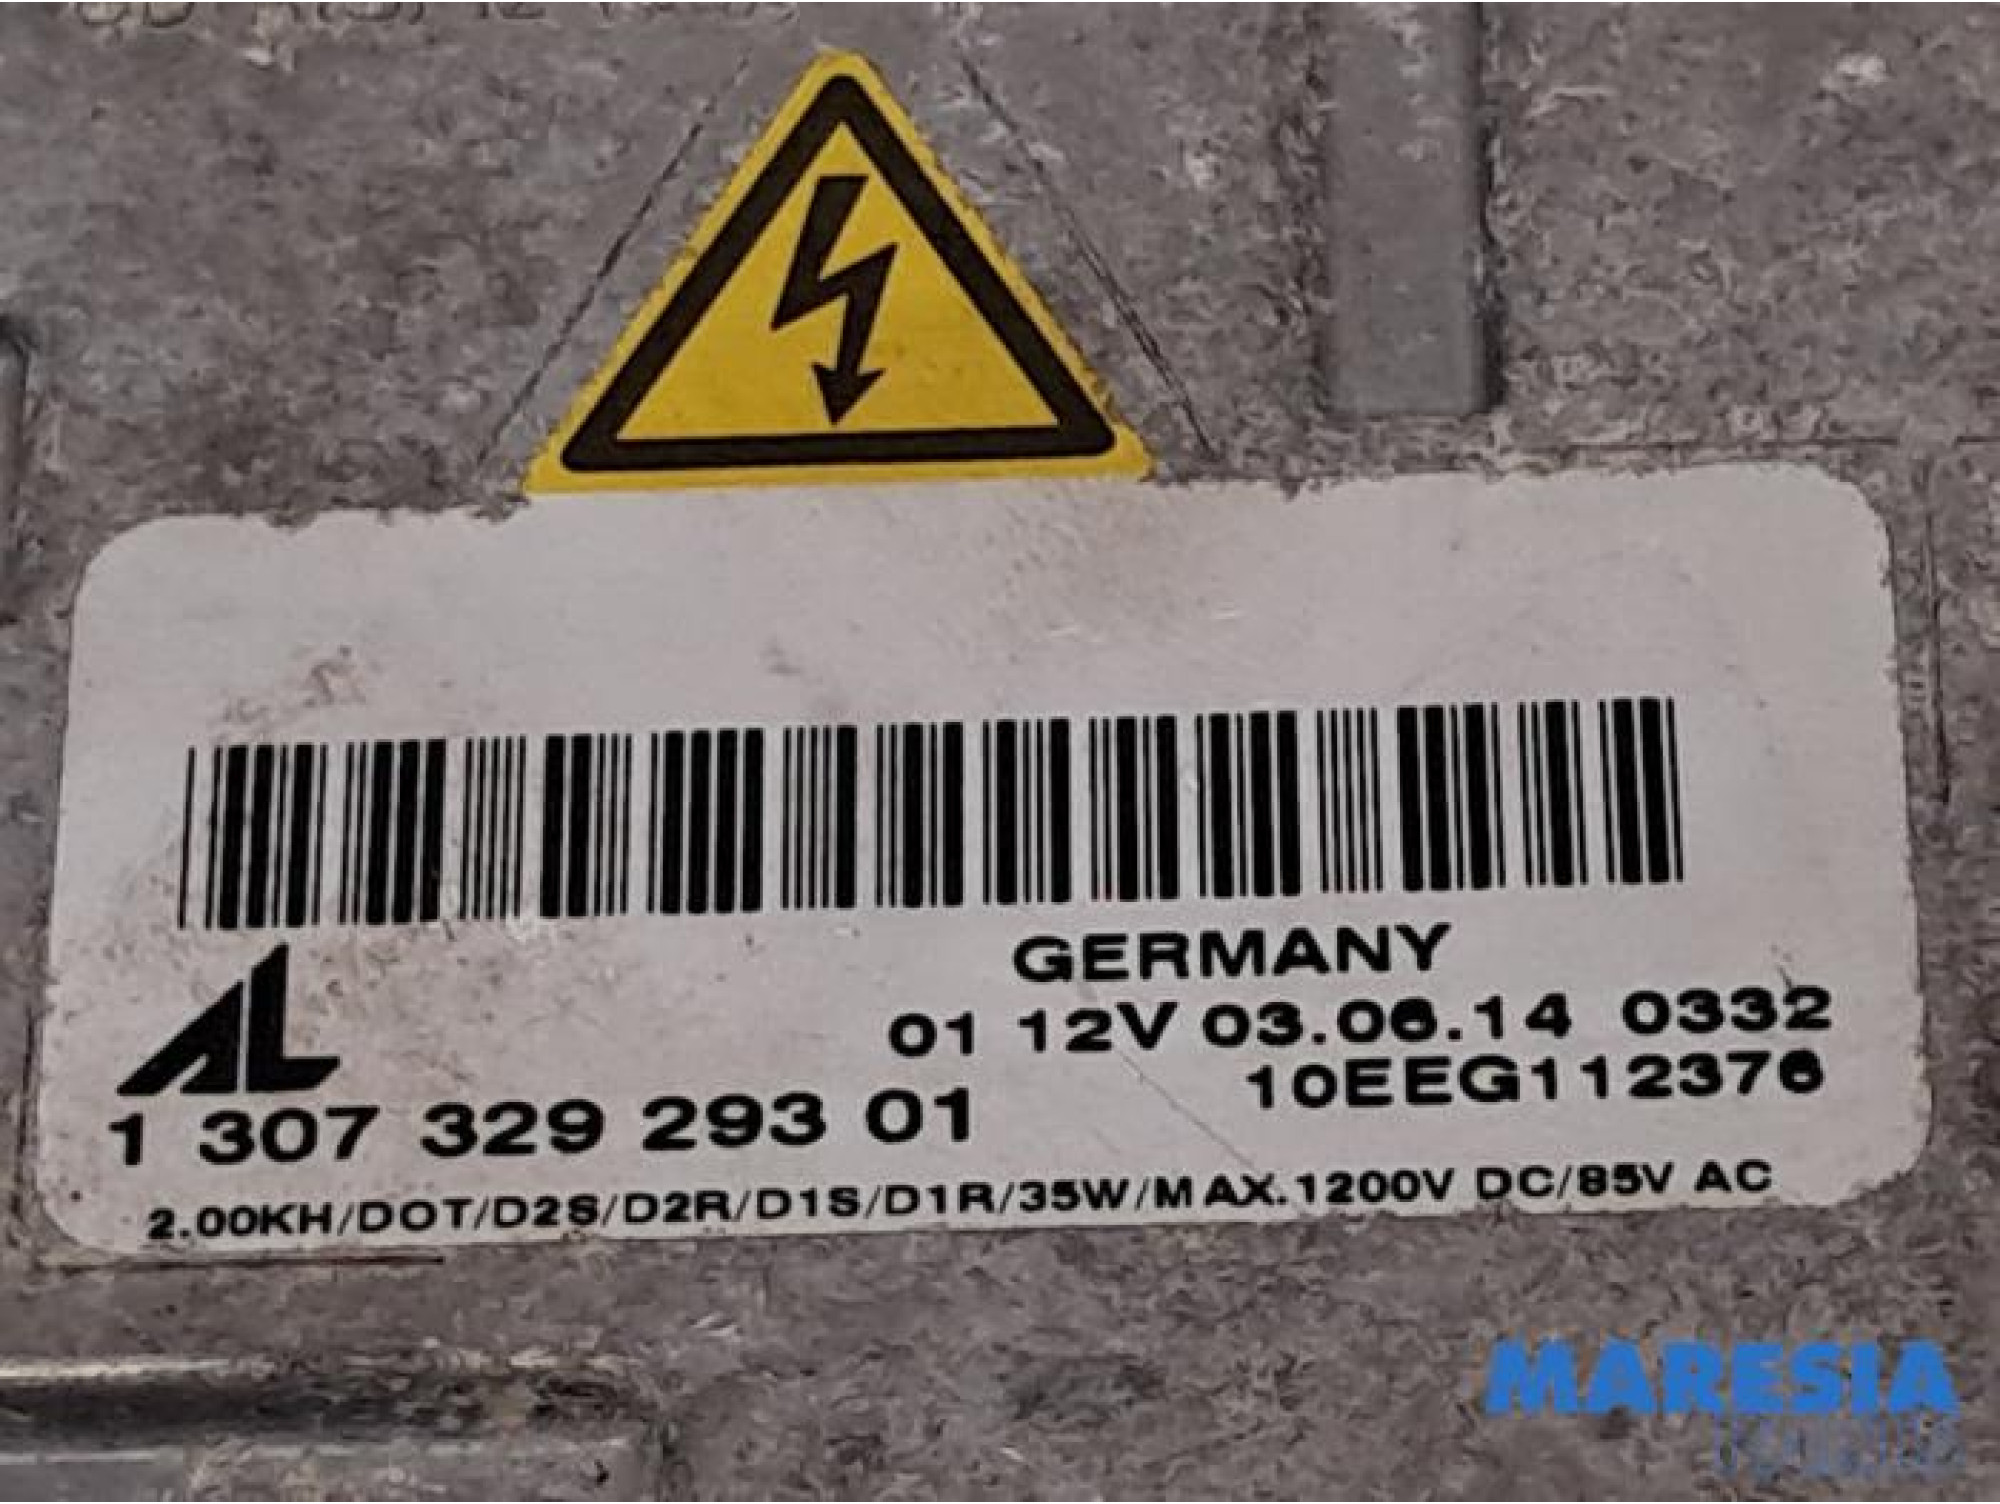 GERMANY
01 12V 03.06.14 0332
10EEG112376
AL
1 307 329 293 01
2.00KH/DOT/D2S/D2R/D1S/D1R/35W/MAX.1200V DC/85V AC
MARESIA